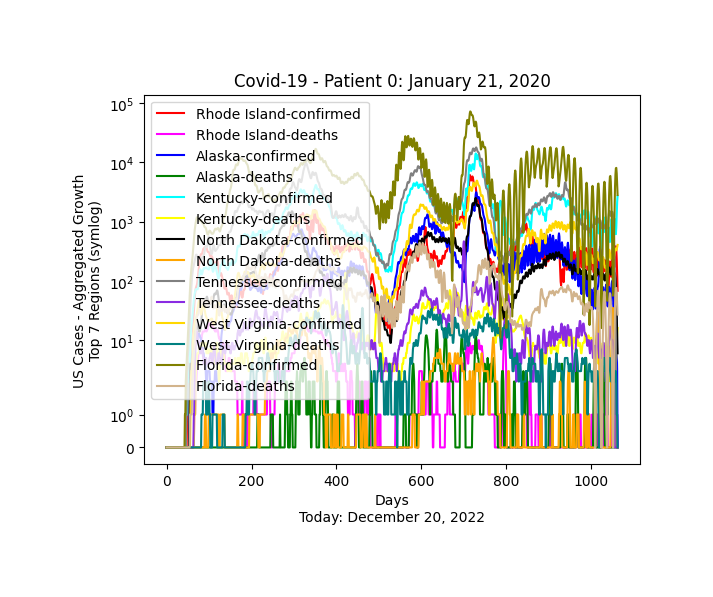 Covid-19 - Patient 0: January 21, 2020
US Cases - Aggregated Growth
Top 7 Regions (symlog)
10^5
10^4
10^3
10^2
10^1
10^0
0
Rhode Island-confirmed
Rhode Island-deaths
Alaska-confirmed
Alaska-deaths
Kentucky-confirmed
Kentucky-deaths
North Dakota-confirmed
North Dakota-deaths
Tennessee-confirmed
Tennessee-deaths
West Virginia-confirmed
West Virginia-deaths
Florida-confirmed
Florida-deaths
0 200 400 600 800 1000
Days
Today: December 20, 2022